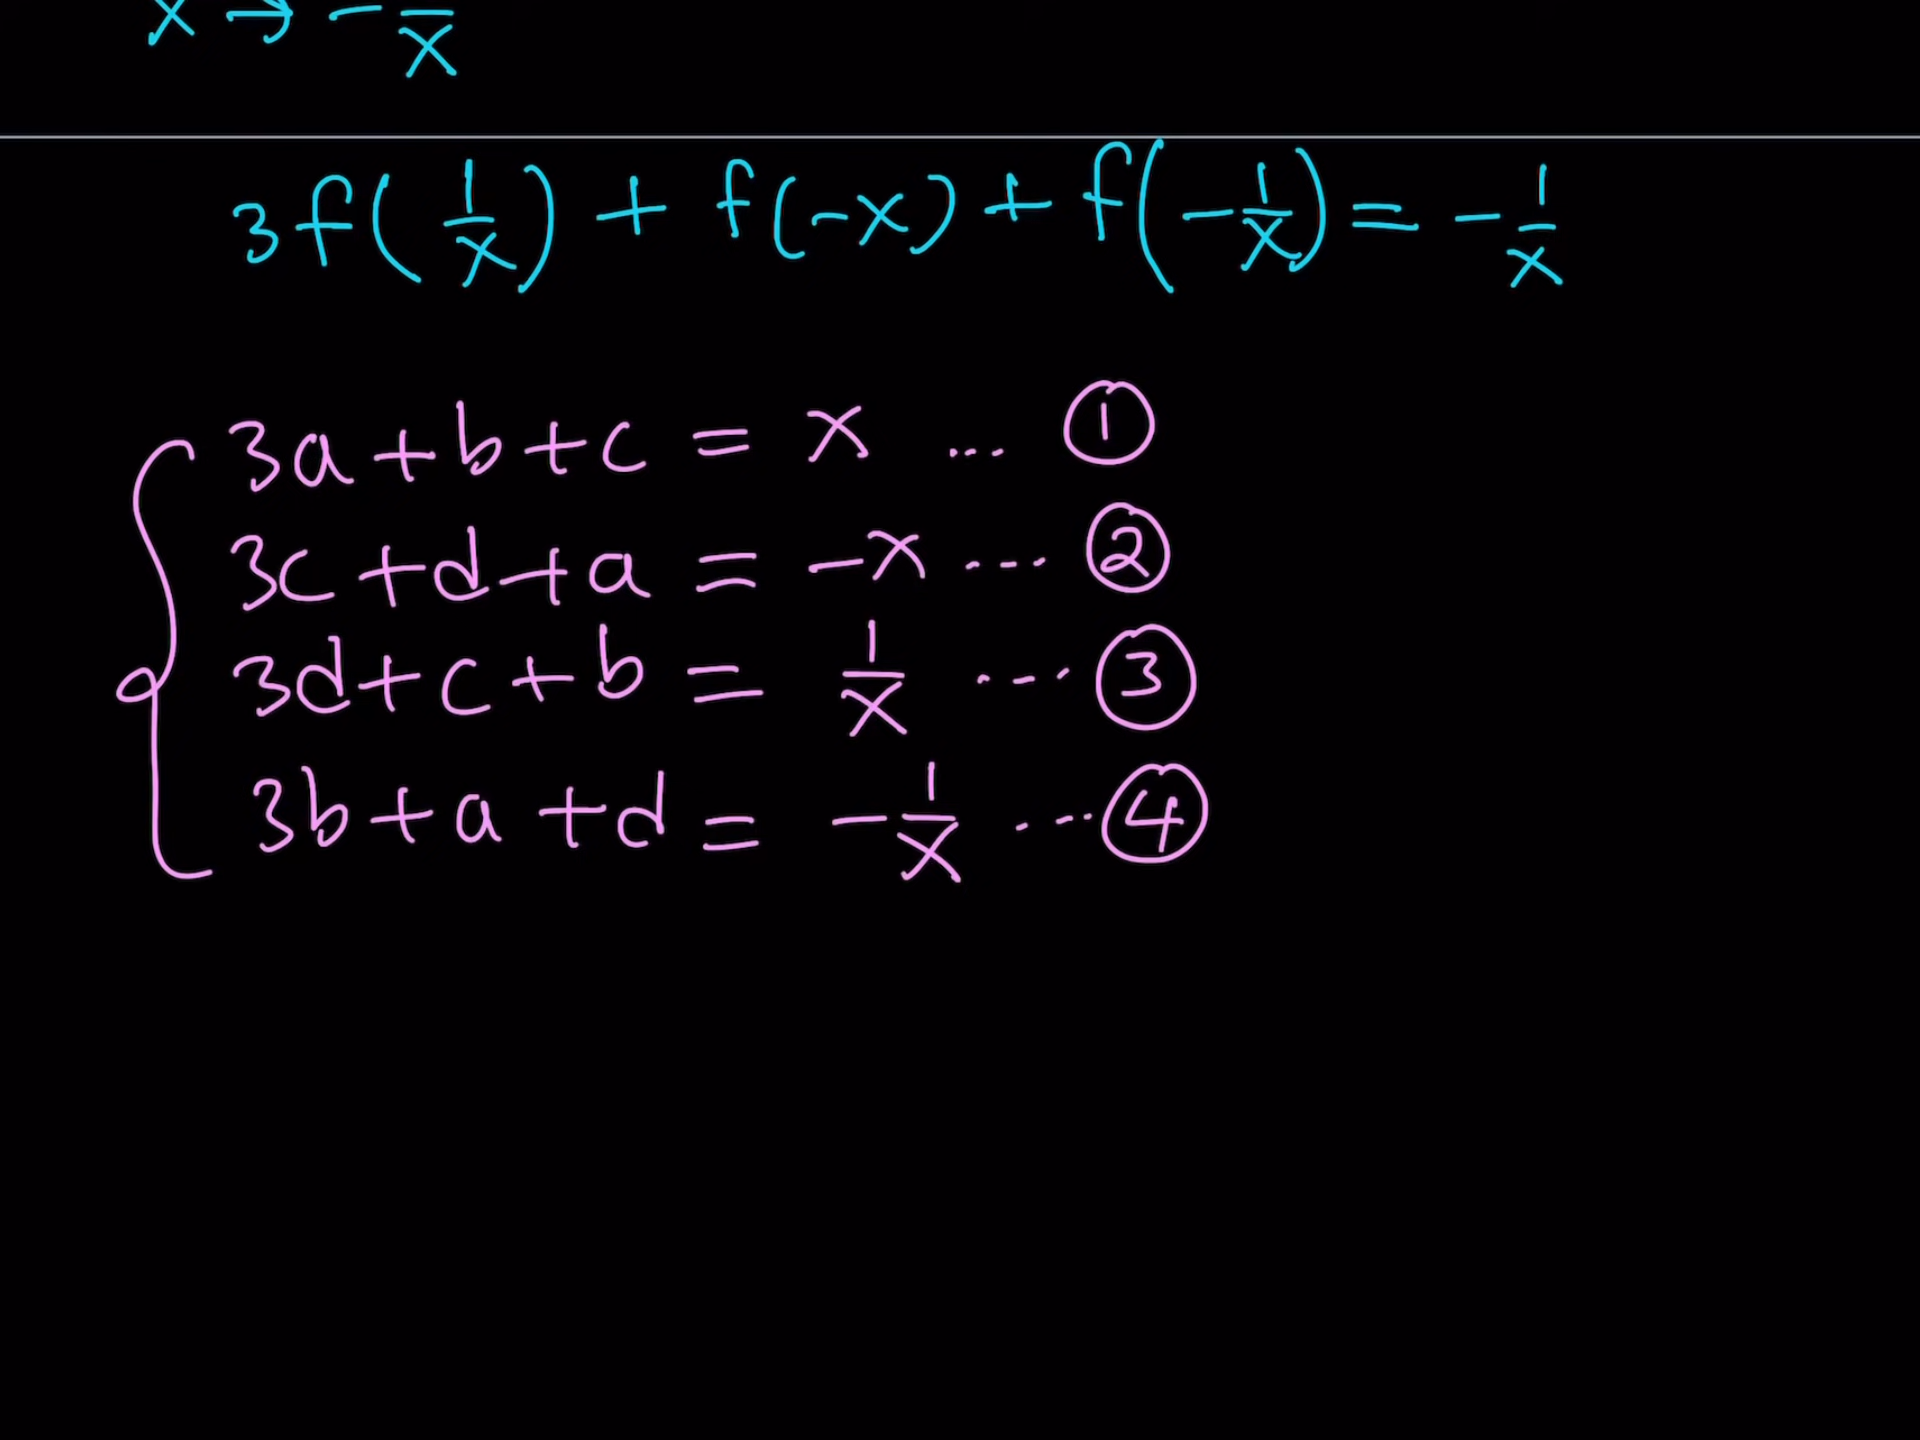 x → - 1/x
3f(1/x) + f(-x) + f(-1/x) = -1/x
3a + b + c = x ... ①
3c + d + a = -x ... ②
3d + c + b = 1/x ... ③
3b + a + d = -1/x ... ④